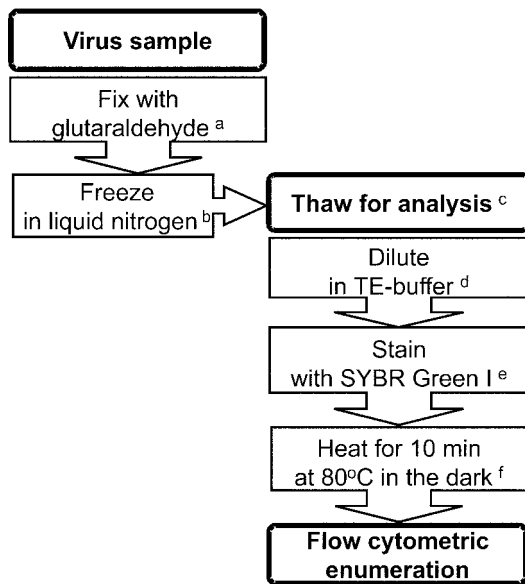 Virus sample
Fix with
glutaraldehyde a
Freeze
in liquid nitrogen b
Thaw for analysis c
Dilute
in TE-buffer d
Stain
with SYBR Green I e
Heat for 10 min
at 80°C in the dark f
Flow cytometric
enumeration